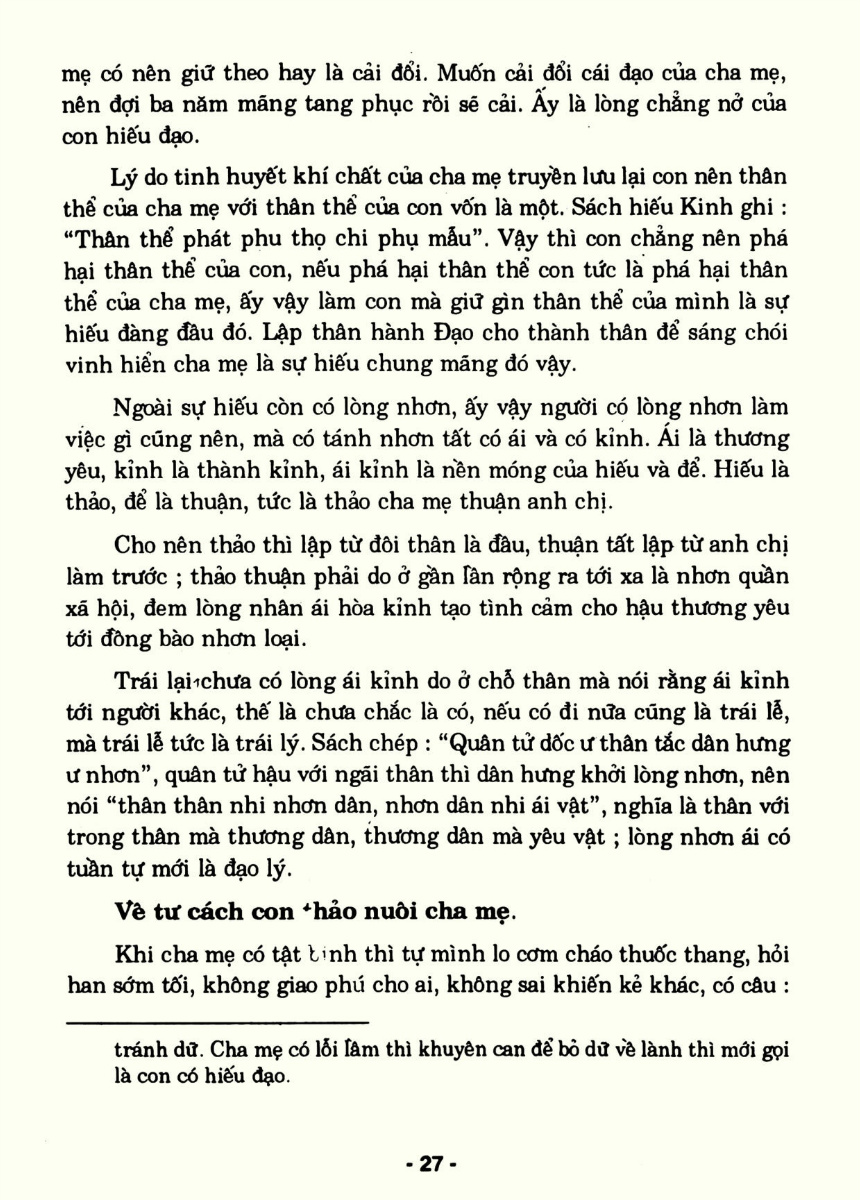 mẹ có nên giữ theo hay là cải đổi. Muốn cải đổi cái đạo của cha mẹ,
nên đợi ba năm mãng tang phục rồi sẽ cải. Ấy là lòng chẳng nở của
con hiếu đạo.
Lý do tinh huyết khí chất của cha mẹ truyền lưu lại con nên thân
thể của cha mẹ với thân thể của con vốn là một. Sách hiếu Kinh ghi :
“Thân thể phát phu thọ chi phụ mẫu”. Vậy thì con chẳng nên phá
hại thân thể của con, nếu phá hại thân thể con tức là phá hại thân
thể của cha mẹ, ấy vậy làm con mà giữ gìn thân thể của mình là sự
hiếu đàng đầu đó. Lập thân hành Đạo cho thành thân để sáng chói
vinh hiển cha mẹ là sự hiếu chung mãng đó vậy.
Ngoài sự hiếu còn có lòng nhơn, ấy vậy người có lòng nhơn làm
việc gì cũng nên, mà có tánh nhơn tất có ái và có kỉnh. Ái là thương
yêu, kỉnh là thành kỉnh, ái kỉnh là nền móng của hiếu và để. Hiếu là
thảo, để là thuận, tức là thảo cha mẹ thuận anh chị.
Cho nên thảo thì lập từ đôi thân là đầu, thuận tất lập từ anh chị
làm trước ; thảo thuận phải do ở gần lần rộng ra tới xa là nhơn quần
xã hội, đem lòng nhân ái hòa kỉnh tạo tình cảm cho hậu thương yêu
tới đồng bào nhơn loại.
Trái lại chưa có lòng ái kỉnh do ở chỗ thân mà nói rằng ái kỉnh
tới người khác, thế là chưa chắc là có, nếu có đi nữa cũng là trái lễ,
mà trái lễ tức là trái lý. Sách chép : “Quân tử dốc ư thân tắc dân hưng
ư nhơn”, quân tử hậu với ngãi thân thì dân hưng khởi lòng nhơn, nên
nói “thân thân nhi nhơn dân, nhơn dân nhi ái vật”, nghĩa là thân với
trong thân mà thương dân, thương dân mà yêu vật ; lòng nhơn ái có
tuần tự mới là đạo lý.
Về tư cách con thảo nuôi cha mẹ.
Khi cha mẹ có tật bịnh thì tự mình lo cơm cháo thuốc thang, hỏi
han sớm tối, không giao phú cho ai, không sai khiến kẻ khác, có câu :
tránh dữ. Cha mẹ có lỗi lầm thì khuyên can để bỏ dữ về lành thì mới gọi
là con có hiếu đạo.
- 27 -